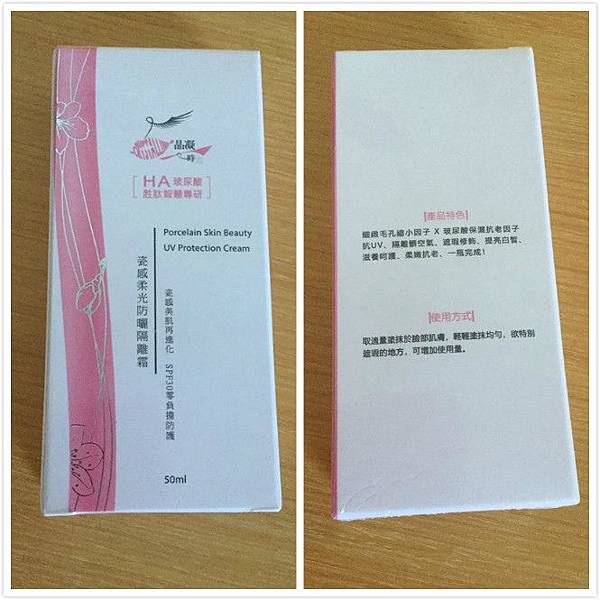 晶凝
時
HA玻尿酸
胜肽智顏專研
Porcelain Skin Beauty
UV Protection Cream
瓷感柔光防曬隔離霜
瓷感美肌再進化 SPF30零負擔防護
50ml
產品特色
細緻毛孔縮小因子 X 玻尿酸保濕抗老因子
抗UV、隔離髒空氣、遮瑕修飾、提亮白皙、
滋養呵護、柔嫩抗老、一瓶完成!
使用方式
取適量塗抹於臉部肌膚，輕輕塗抹均勻，欲特別
遮瑕的地方，可增加使用量。